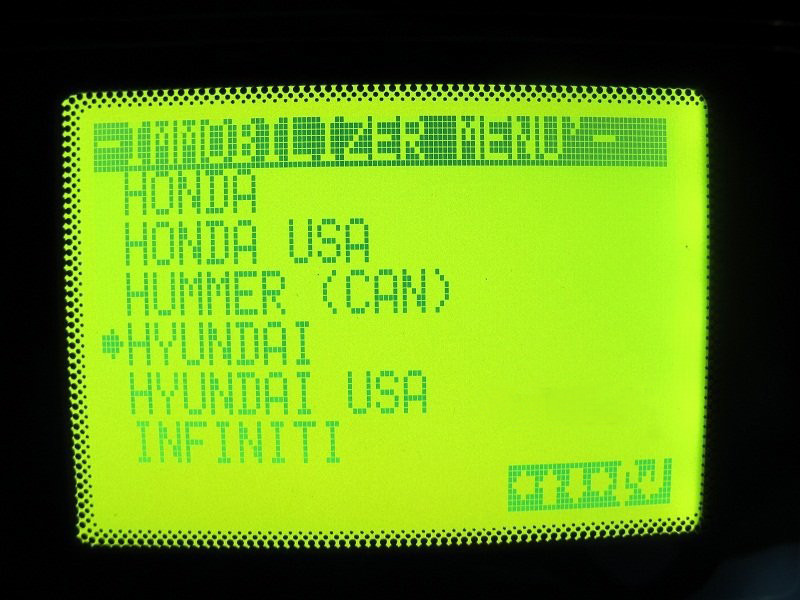 -IMMOBILIZER MENU-
HONDA
HONDA USA
HUMMER (CAN)
HYUNDAI
HYUNDAI USA
INFINITI